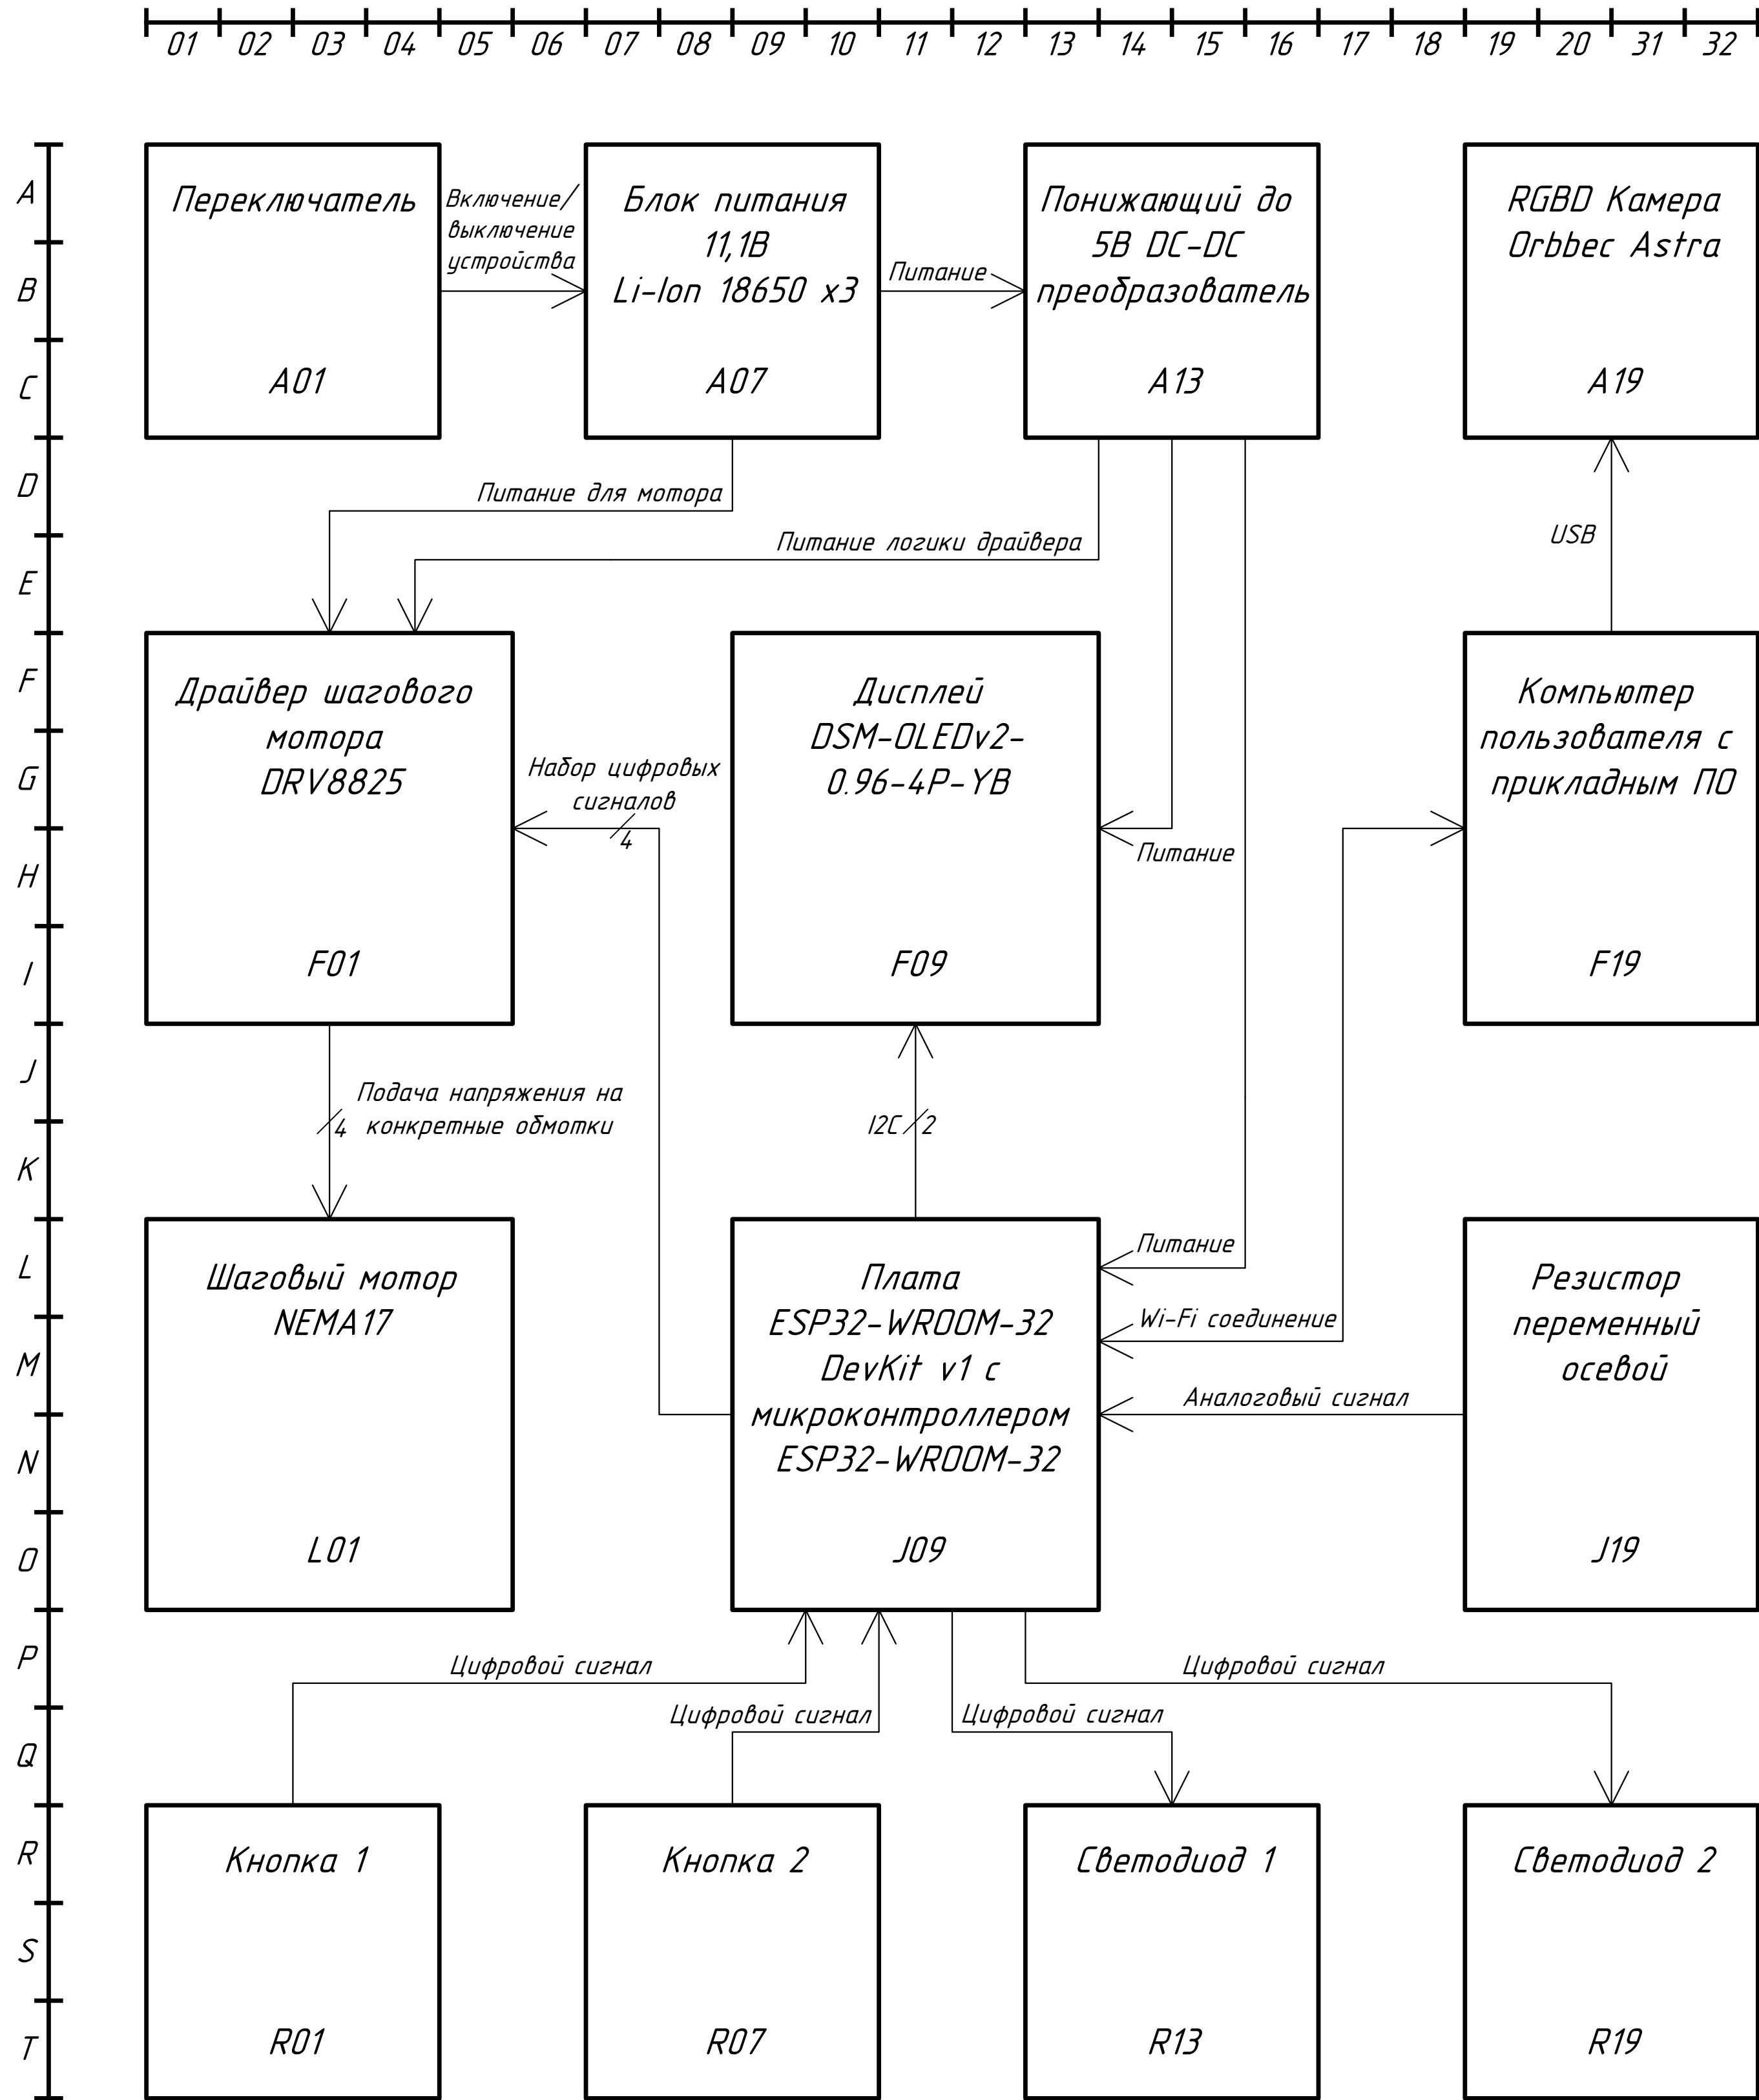 01 02 03 04 05 06 07 08 09 10 11 12 13 14 15 16 17 18 19 20 31 32
A
B
C
D
E
F
G
H
I
J
K
L
M
N
O
P
Q
R
S
T
Переключатель
A01
Включение/
выключение
устройства
Блок питания
11,1В
Li-Ion 18650 x3
A07
Питание
Понижающий до
5В DC-DC
преобразователь
A13
RGBD Камера
Orbbec Astra
A19
Питание для мотора
Питание логики драйвера
USB
Драйвер шагового
мотора
DRV8825
F01
Набор цифровых
сигналов
4
Дисплей
DSM-OLEDv2-
0.96-4P-YB
F09
Питание
Компьютер
пользователя с
прикладным ПО
F19
Подача напряжения на
4 конкретные обмотки
I2C 2
Шаговый мотор
NEMA17
L01
Плата
ESP32-WROOM-32
DevKit v1 с
микроконтроллером
ESP32-WROOM-32
J09
Питание
Wi-Fi соединение
Аналоговый сигнал
Резистор
переменный
осевой
J19
Цифровой сигнал
Цифровой сигнал
Цифровой сигнал
Цифровой сигнал
Кнопка 1
R01
Кнопка 2
R07
Светодиод 1
R13
Светодиод 2
R19